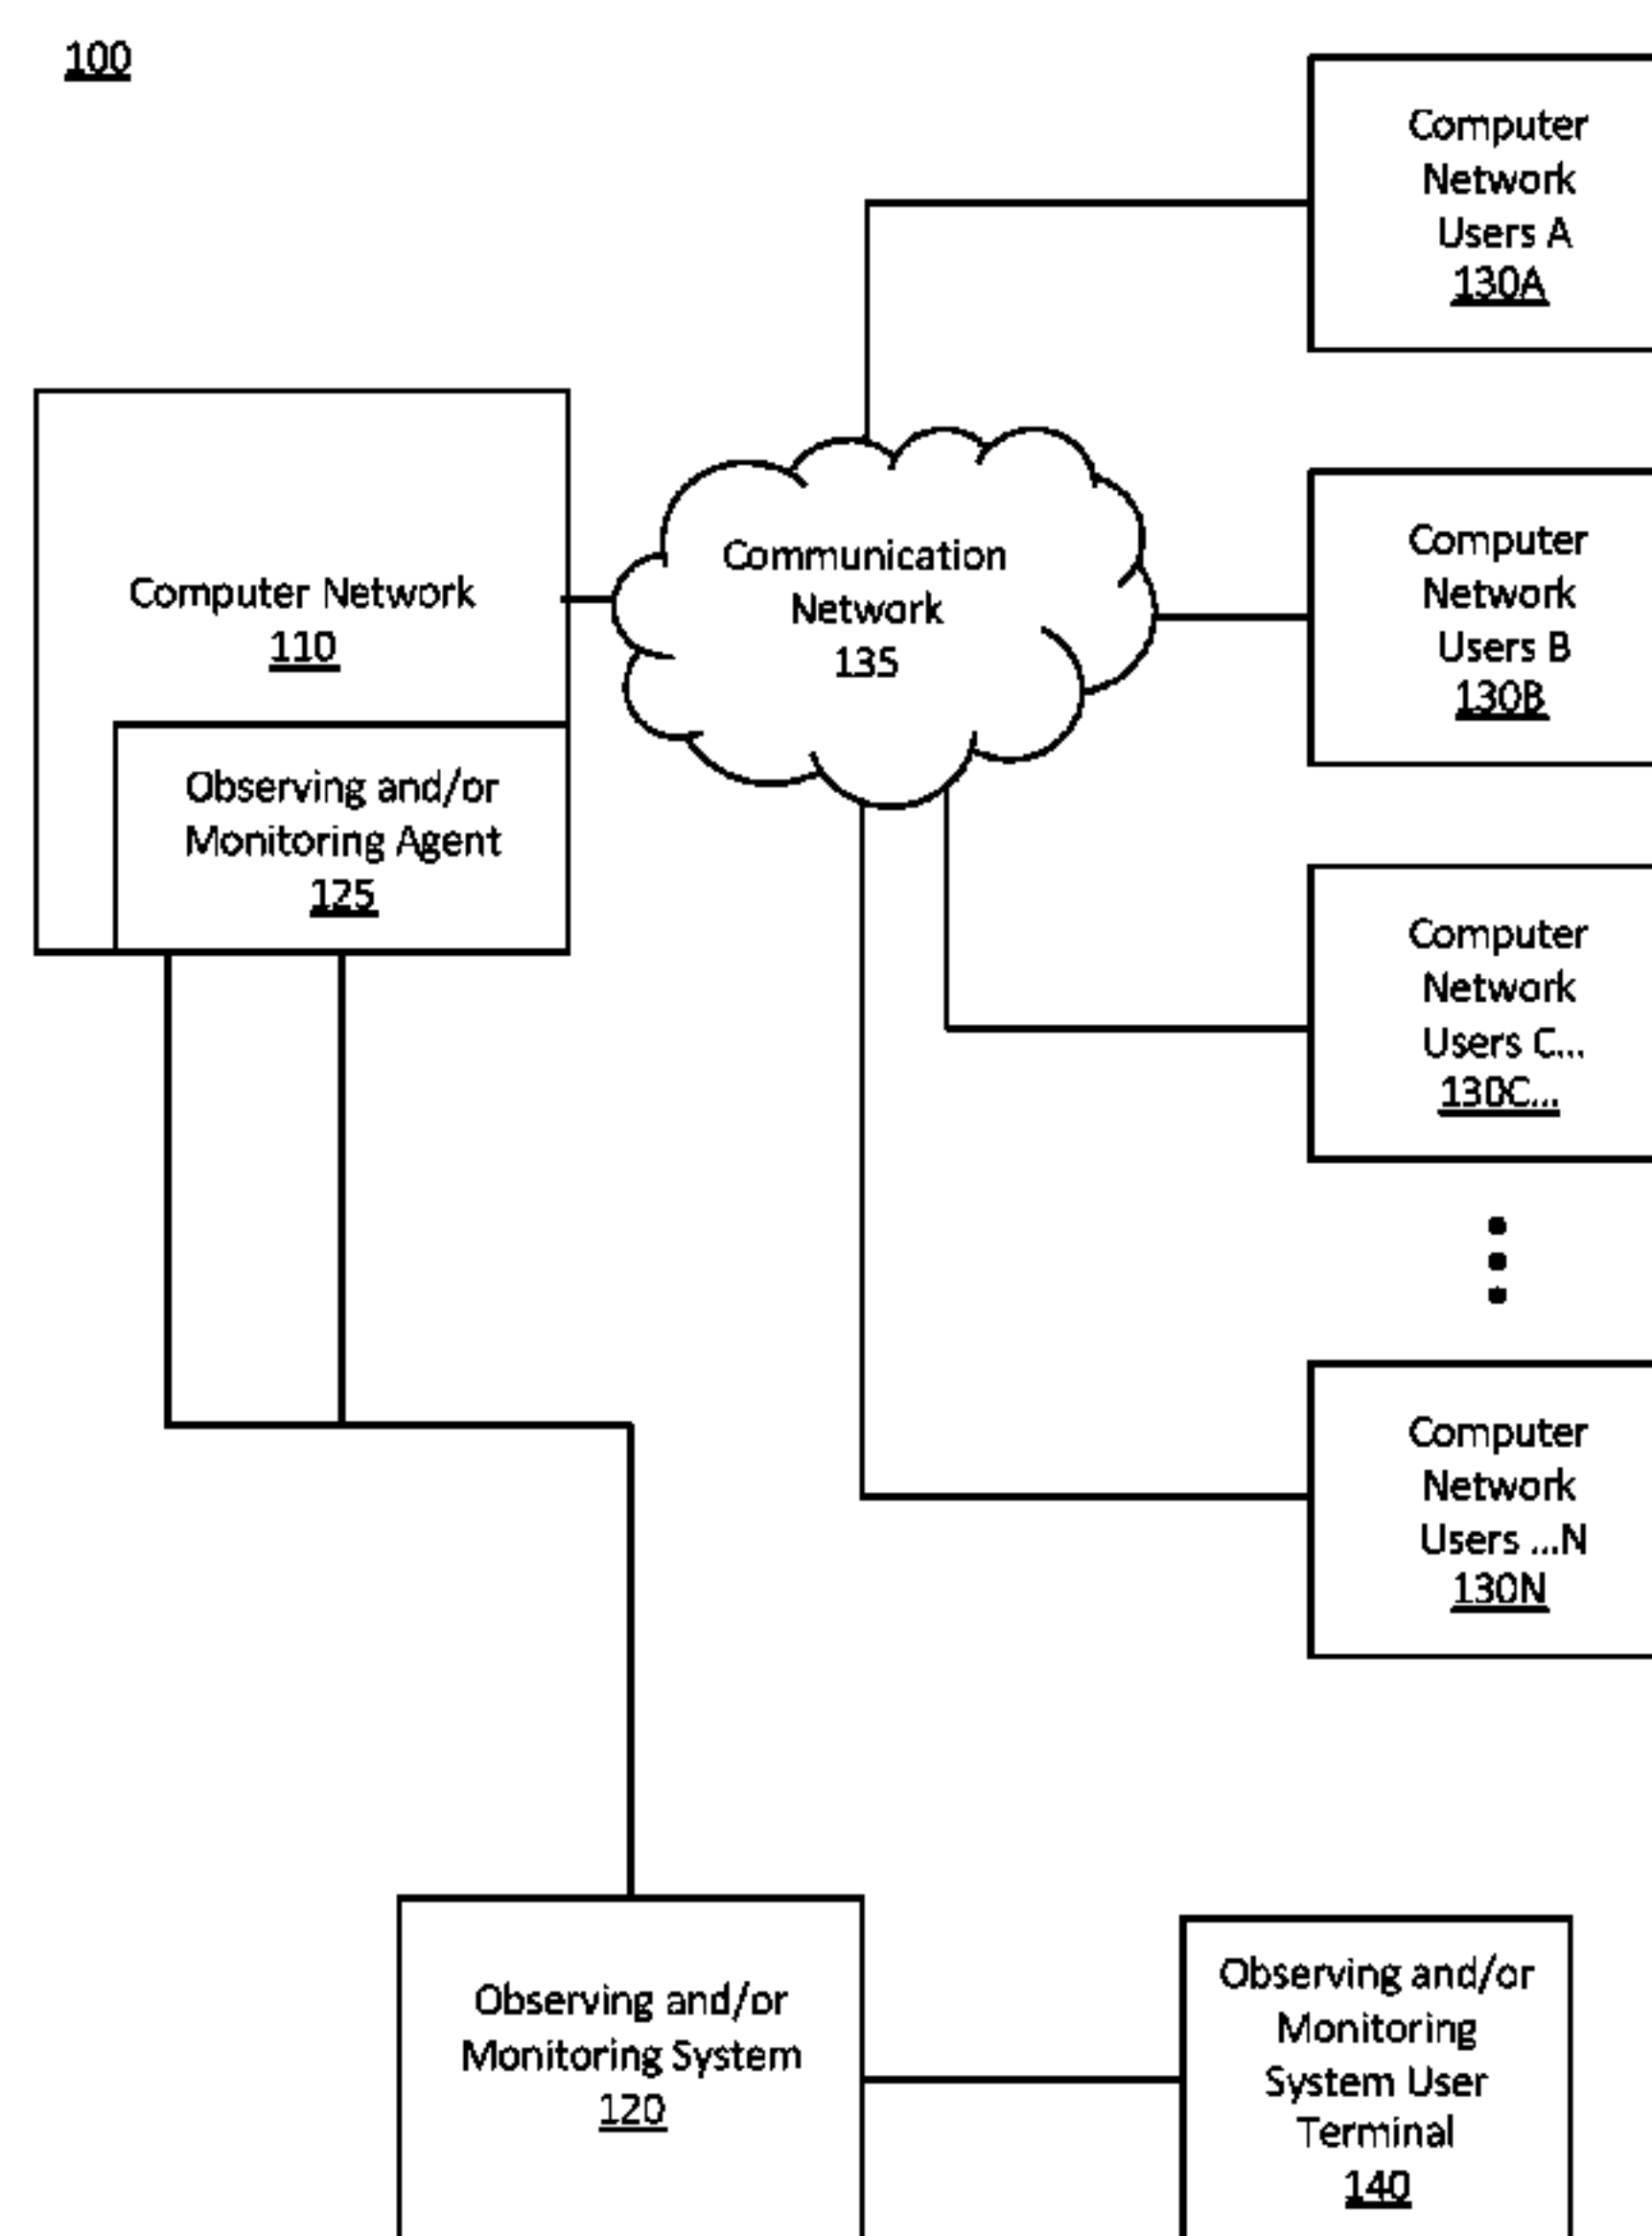 100
Computer
Network
Users A
130A
Computer Network
110
Observing and/or
Monitoring Agent
125
Communication
Network
135
Computer
Network
Users B
130B
Computer
Network
Users C...
130C...
Computer
Network
Users ...N
130N
Observing and/or
Monitoring System
120
Observing and/or
Monitoring
System User
Terminal
140